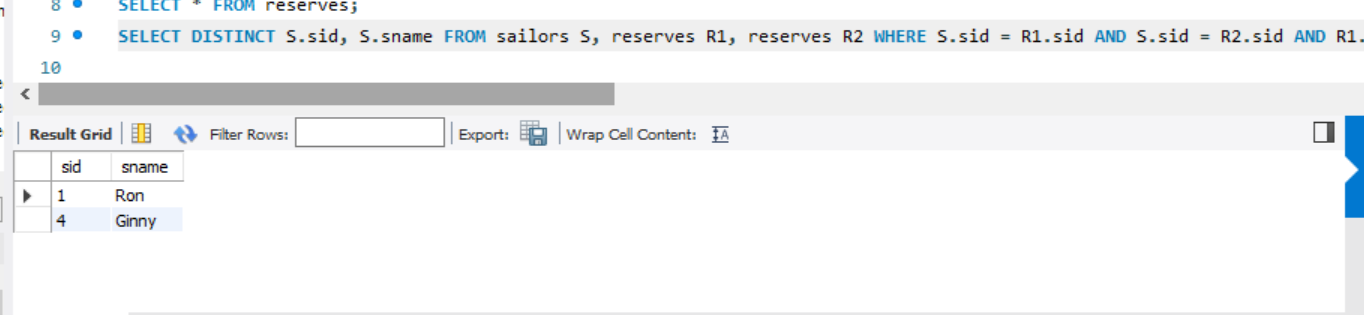 8 SELECT * FROM reserves;
9 SELECT DISTINCT S.sid, S.sname FROM sailors S, reserves R1, reserves R2 WHERE S.sid = R1.sid AND S.sid = R2.sid AND R1.
10
Result Grid Filter Rows: Export: Wrap Cell Content: IA
sid sname
1 Ron
4 Ginny